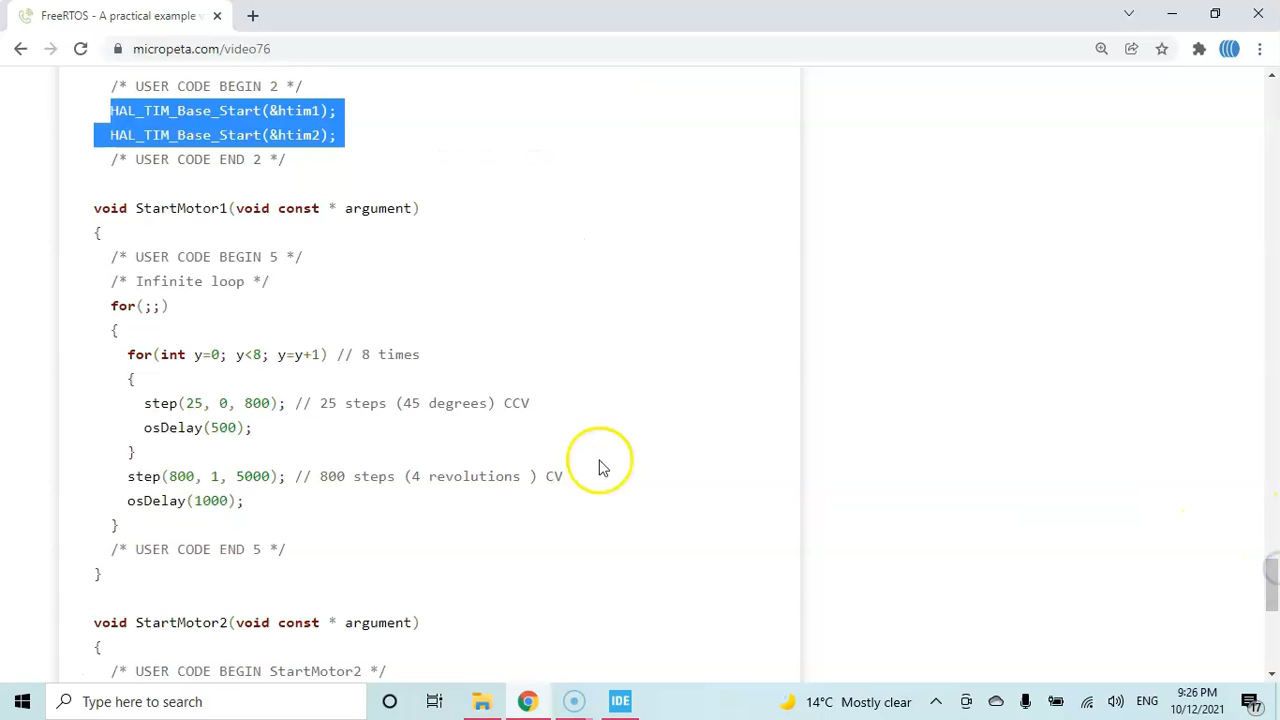 FreeRTOS - A practical example v
micropeta.com/video76
/* USER CODE BEGIN 2 */
HAL_TIM_Base_Start(&htim1);
HAL_TIM_Base_Start(&htim2);
/* USER CODE END 2 */
void StartMotor1(void const * argument)
{
/* USER CODE BEGIN 5 */
/* Infinite loop */
for(;;)
{
for(int y=0; y<8; y=y+1) // 8 times
{
step(25, 0, 800); // 25 steps (45 degrees) CCV
osDelay(500);
}
step(800, 1, 5000); // 800 steps (4 revolutions ) CV
osDelay(1000);
}
/* USER CODE END 5 */
}
void StartMotor2(void const * argument)
{
/* USER CODE BEGIN StartMotor2 */
Type here to search
IDE
14°C Mostly clear
ENG
9:26 PM
10/12/2021
17